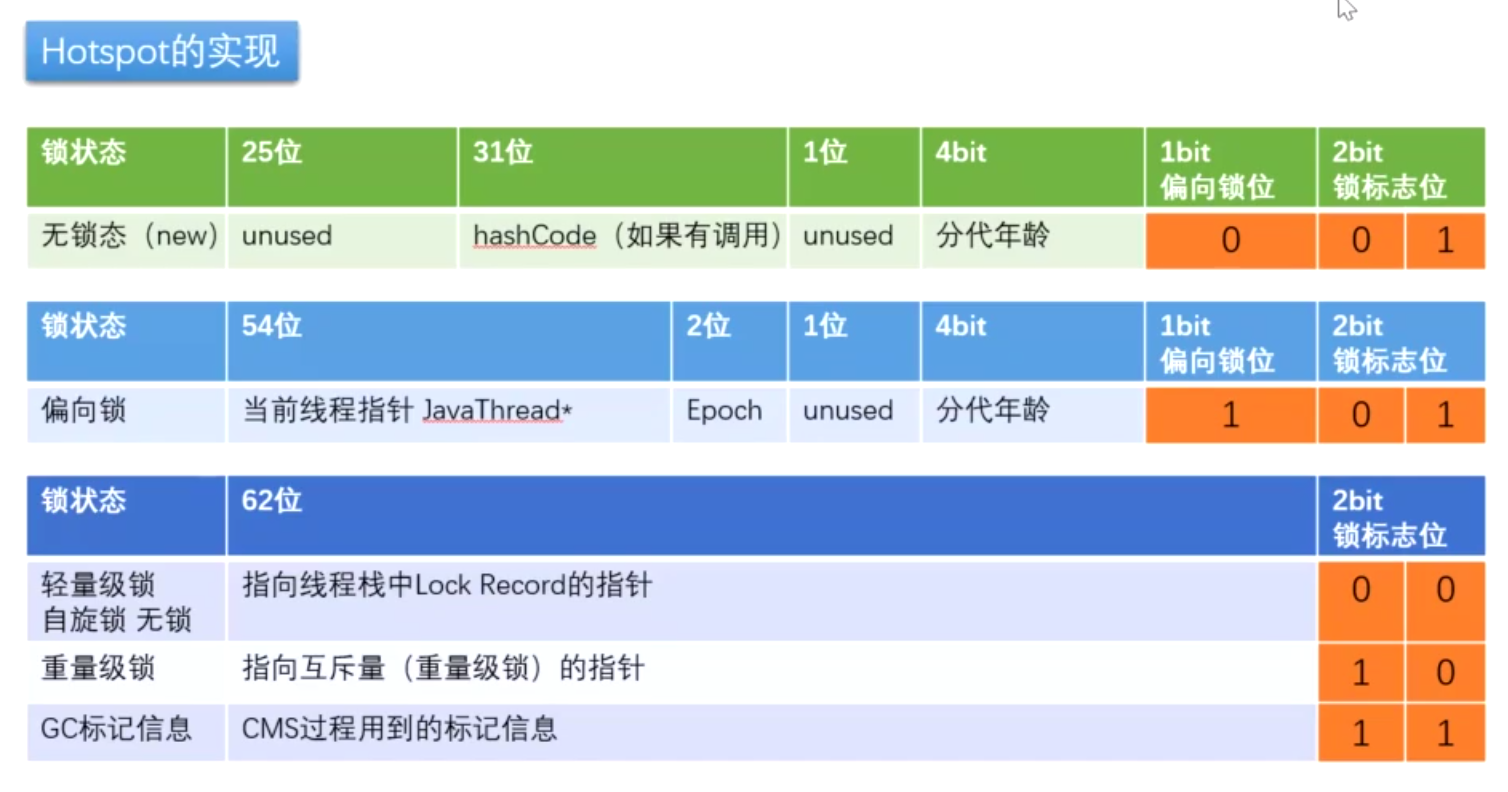 Hotspot的实现
锁状态 25位 31位 1位 4bit 1bit 2bit
偏向锁位 锁标志位
无锁态（new） unused hashCode（如果有调用） unused 分代年龄 0 0 1
锁状态 54位 2位 1位 4bit 1bit 2bit
偏向锁位 锁标志位
偏向锁 当前线程指针 JavaThread* Epoch unused 分代年龄 1 0 1
锁状态 62位 2bit
锁标志位
轻量级锁 指向线程栈中Lock Record的指针 0 0
自旋锁 无锁
重量级锁 指向互斥量（重量级锁）的指针 1 0
GC标记信息 CMS过程用到的标记信息 1 1